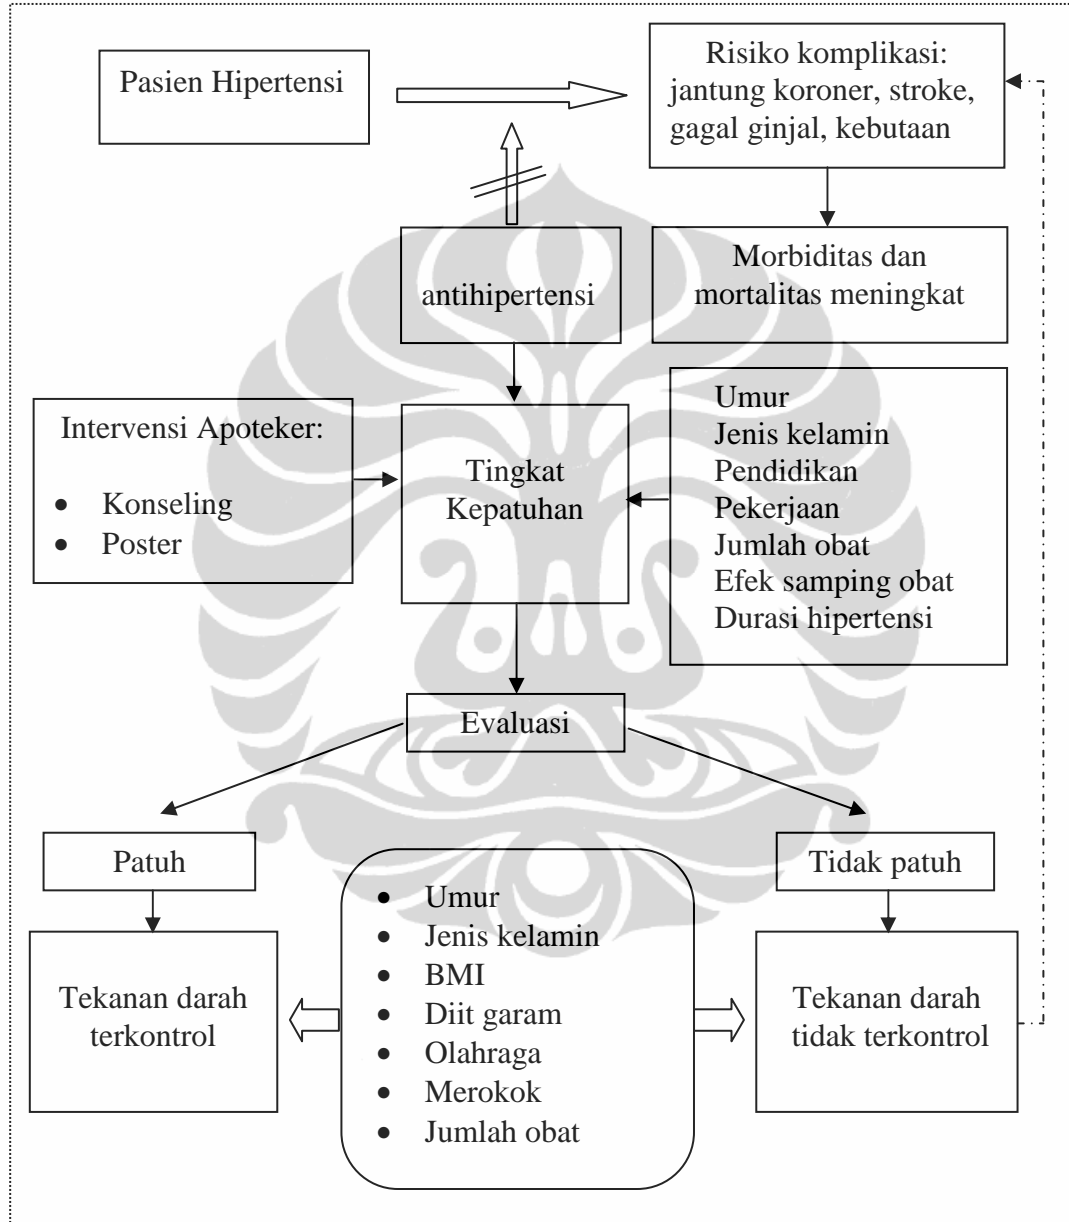 Pasien Hipertensi
Risiko komplikasi:
jantung koroner, stroke,
gagal ginjal, kebutaan
antihipertensi
Morbiditas dan
mortalitas meningkat
Intervensi Apoteker:
• Konseling
• Poster
Tingkat
Kepatuhan
Umur
Jenis kelamin
Pendidikan
Pekerjaan
Jumlah obat
Efek samping obat
Durasi hipertensi
Evaluasi
Patuh
Tidak patuh
Tekanan darah
terkontrol
• Umur
• Jenis kelamin
• BMI
• Diit garam
• Olahraga
• Merokok
• Jumlah obat
Tekanan darah
tidak terkontrol